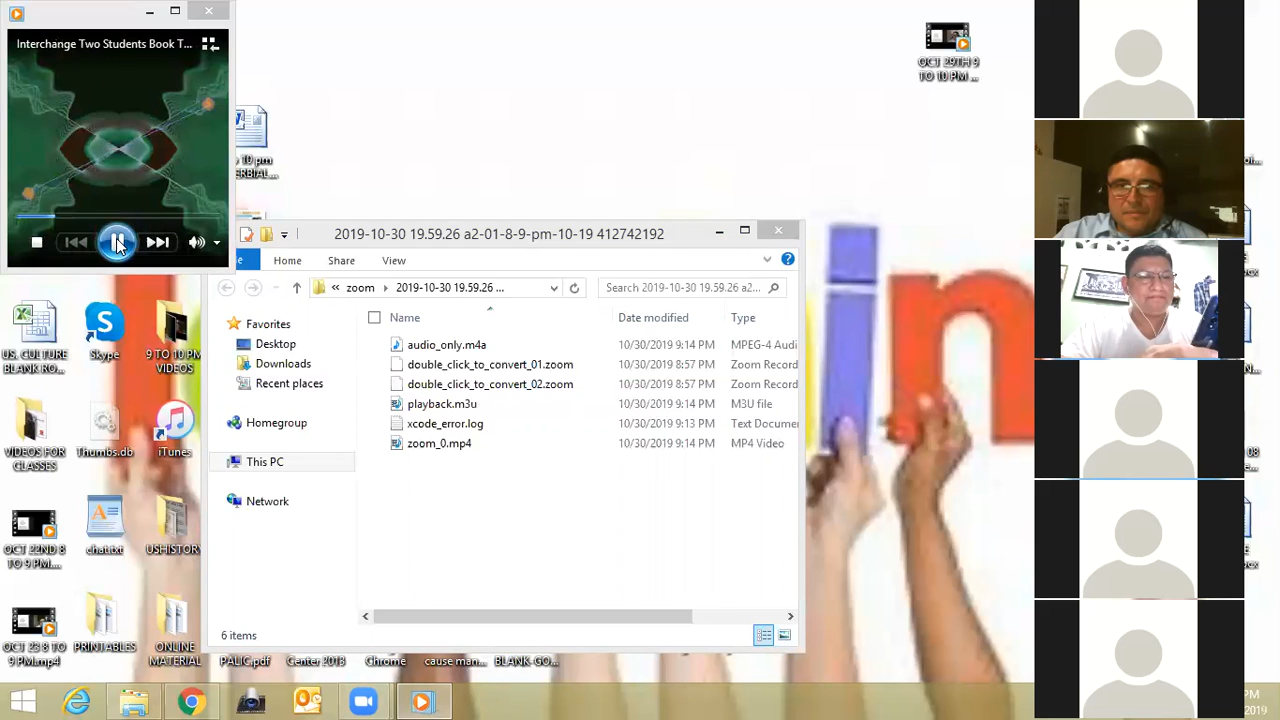 Interchange Two Students Book T...
OCT 29TH 9
TO 10 PM ...
10 pm
ERBIAL...
2019-10-30 19.59.26 a2-01-8-9-pm-10-19 412742192
Home
Share
View
zoom
2019-10-30 19.59.26 ...
Search 2019-10-30 19.59.26 a2...
Favorites
Desktop
Downloads
Recent places
Homegroup
This PC
Network
Name
Date modified
Type
audio_only.m4a
10/30/2019 9:14 PM
MPEG-4 Audi
double_click_to_convert_01.zoom
10/30/2019 8:57 PM
Zoom Record
double_click_to_convert_02.zoom
10/30/2019 8:57 PM
Zoom Record
playback.m3u
10/30/2019 9:14 PM
M3U file
xcode_error.log
10/30/2019 9:13 PM
Text Documen
zoom_0.mp4
10/30/2019 9:14 PM
MP4 Video
6 items
US. CULTURE
BLANK RO...
Skype
9 TO 10 PM
VIDEOS
VIDEOS FOR
CLASSES
Thumbs.db
iTunes
OCT 22ND 8
TO 9 PM....
chat.txt
USHISTORY
OCT 23 8 TO
9 PM.mp4
PRINTABLES
ONLINE
MATERIAL
PALIC.pdf
Center 2013
Chrome
cause man...
BLANK-GO...
08
PM
2019